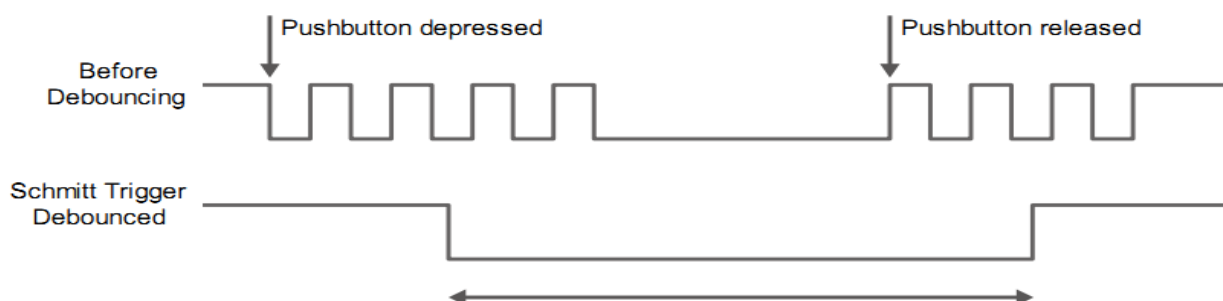 Pushbutton depressed
Pushbutton released
Before
Debouncing
Schmitt Trigger
Debounced